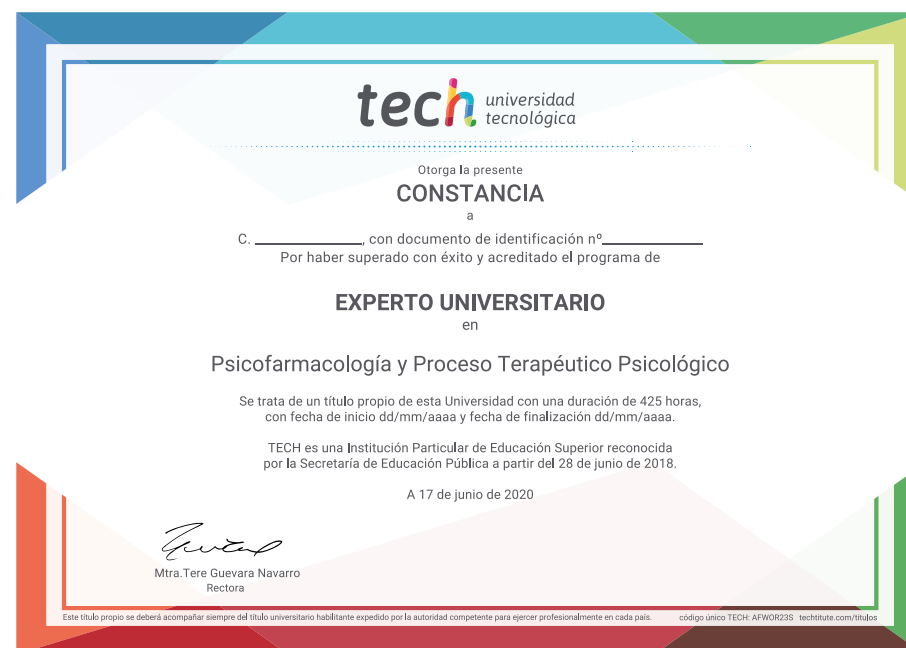 tech universidad
tecnológica
Otorga la presente
CONSTANCIA
a
C. ______________, con documento de identificación nº_____________
Por haber superado con éxito y acreditado el programa de
EXPERTO UNIVERSITARIO
en
Psicofarmacología y Proceso Terapéutico Psicológico
Se trata de un título propio de esta Universidad con una duración de 425 horas,
con fecha de inicio dd/mm/aaaa y fecha de finalización dd/mm/aaaa.
TECH es una Institución Particular de Educación Superior reconocida
por la Secretaría de Educación Pública a partir del 28 de junio de 2018.
A 17 de junio de 2020
Mtra.Tere Guevara Navarro
Rectora
Este título propio se deberá acompañar siempre del título universitario habilitante expedido por la autoridad competente para ejercer profesionalmente en cada país. código único TECH: AFWOR23S techtitute.com/titulos